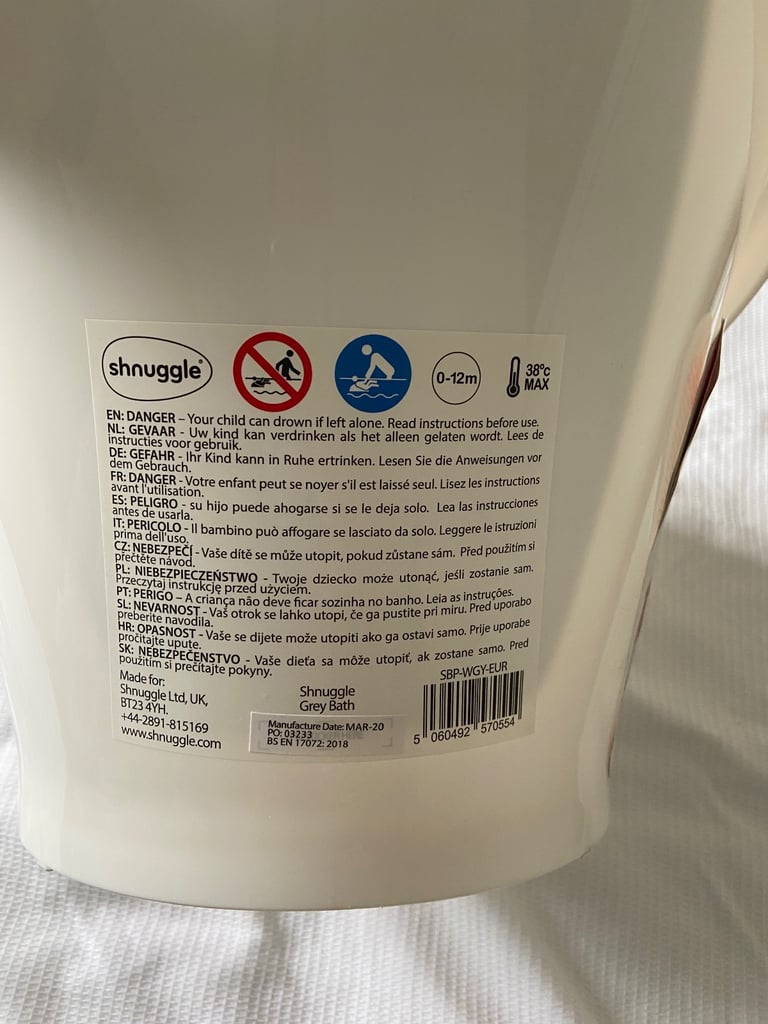 shnuggle®
0-12m
38ºc
MAX
EN: DANGER – Your child can drown if left alone. Read instructions before use.
NL: GEVAAR - Uw kind kan verdrinken als het alleen gelaten wordt. Lees de
instructies voor gebruik.
DE: GEFAHR - Ihr Kind kann in Ruhe ertrinken. Lesen Sie die Anweisungen vor
dem Gebrauch.
FR: DANGER - Votre enfant peut se noyer s'il est laissé seul. Lisez les instructions
avant l'utilisation.
ES: PELIGRO - su hijo puede ahogarse si se le deja solo. Lea las instrucciones
antes de usarla.
IT: PERICOLO - Il bambino può affogare se lasciato da solo. Leggere le istruzioni
prima dell'uso.
CZ: NEBEZPEČÍ - Vaše dítě se může utopit, pokud zůstane sám. Před použitím si
přečtěte návod.
PL: NIEBEZPIECZEŃSTWO - Twoje dziecko może utonąć, jeśli zostanie sam.
Przeczytaj instrukcję przed użyciem.
PT: PERIGO – A criança não deve ficar sozinha no banho. Leia as instruções.
SL: NEVARNOST - Vaš otrok se lahko utopi, če ga pustite pri miru. Pred uporabo
preberite navodila.
HR: OPASNOST - Vaše se dijete može utopiti ako ga ostavi samo. Prije uporabe
pročitajte upute.
SK: NEBEZPEČENSTVO - Vaše dieťa sa môže utopiť, ak zostane samo. Pred
použitím si prečítajte pokyny.
Made for:
Shnuggle Ltd, UK,
BT23 4YH.
+44-2891-815169
www.shnuggle.com
Shnuggle
Grey Bath
Manufacture Date: MAR-20
PO: 03233
BS EN 17072: 2018
SBP-WGY-EUR
5 060492 570554